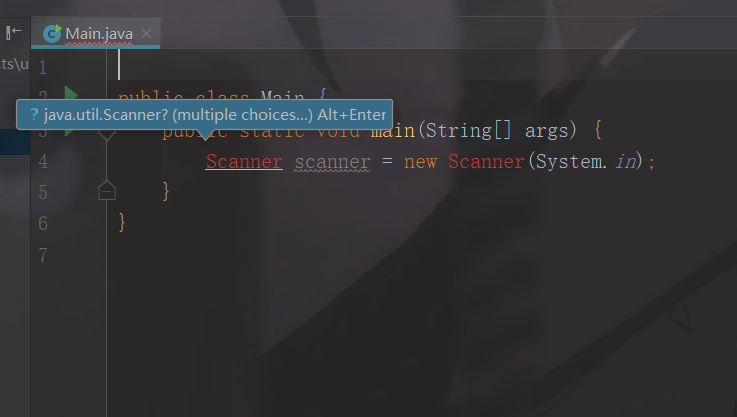 Main.java
cts\u
1
2 public class Main {
? java.util.Scanner? (multiple choices...) Alt+Enter
3 public static void main(String[] args) {
4 Scanner scanner = new Scanner(System.in);
5 }
6 }
7